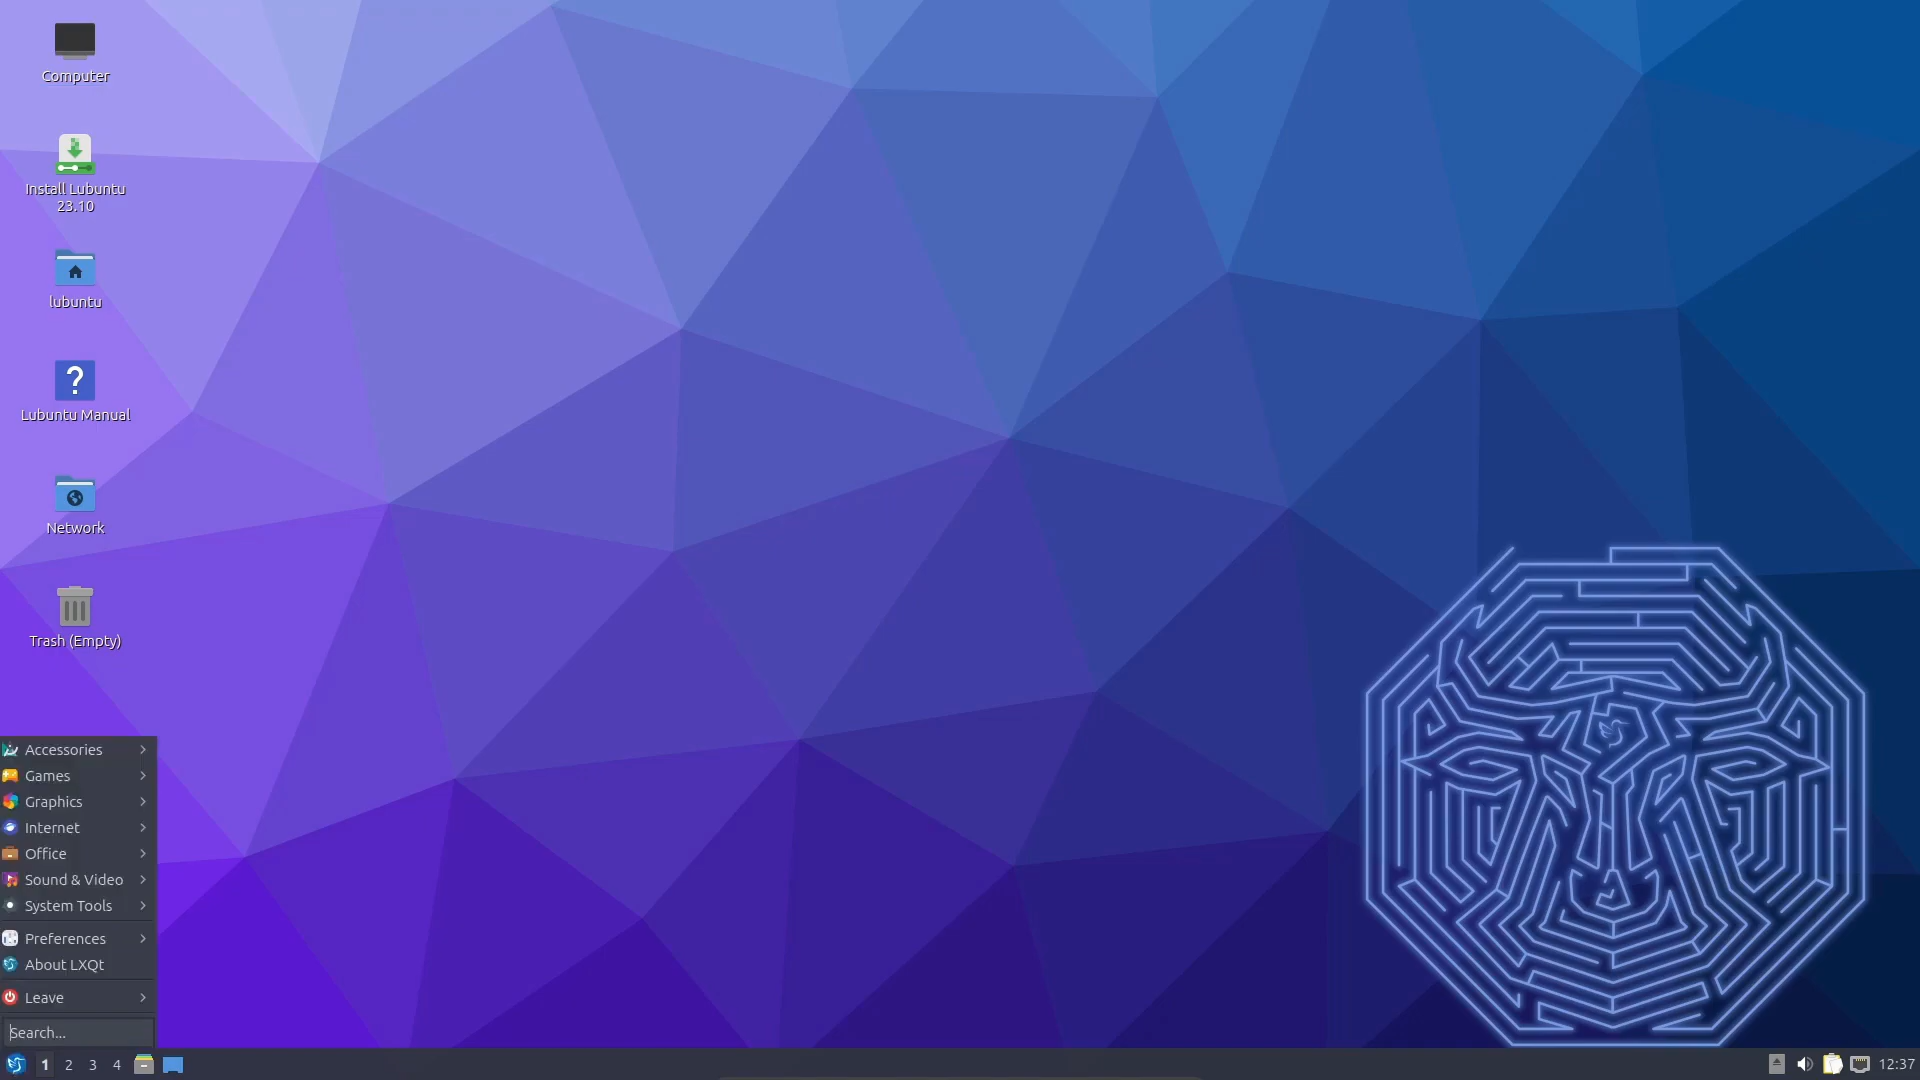 Computer
Install Lubuntu
23.10
lubuntu
Lubuntu Manual
Network
Trash (Empty)
Accessories
Games
Graphics
Internet
Office
Sound & Video
System Tools
Preferences
About LXQt
Leave
Search...
1 2 3 4
12:37